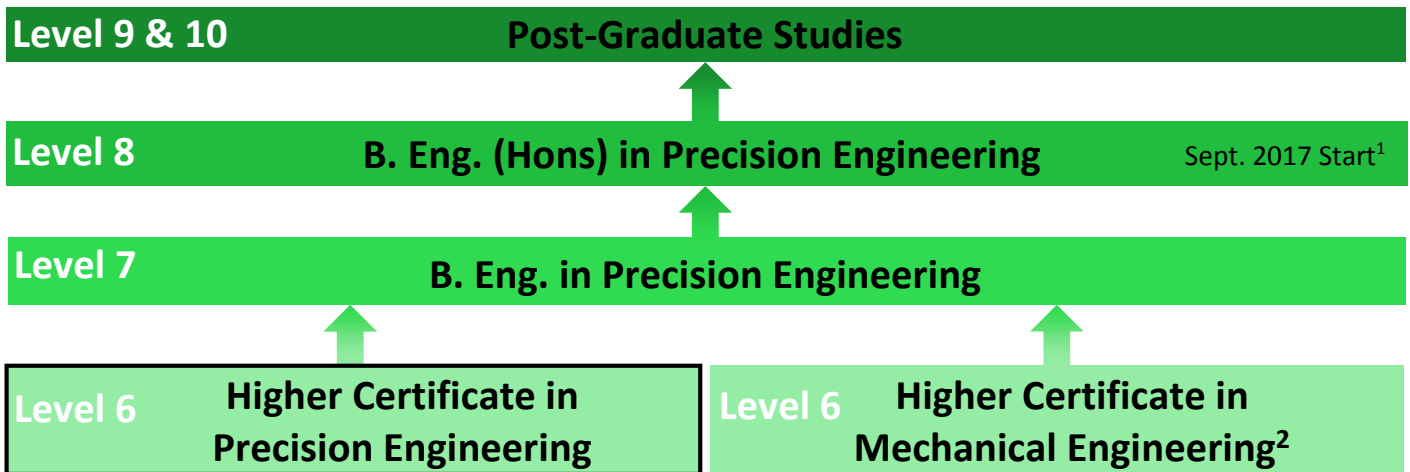 Level 9 & 10 Post-Graduate Studies
Level 8 B. Eng. (Hons) in Precision Engineering Sept. 2017 Start¹
Level 7 B. Eng. in Precision Engineering
Level 6 Higher Certificate in
Precision Engineering
Level 6 Higher Certificate in
Mechanical Engineering²